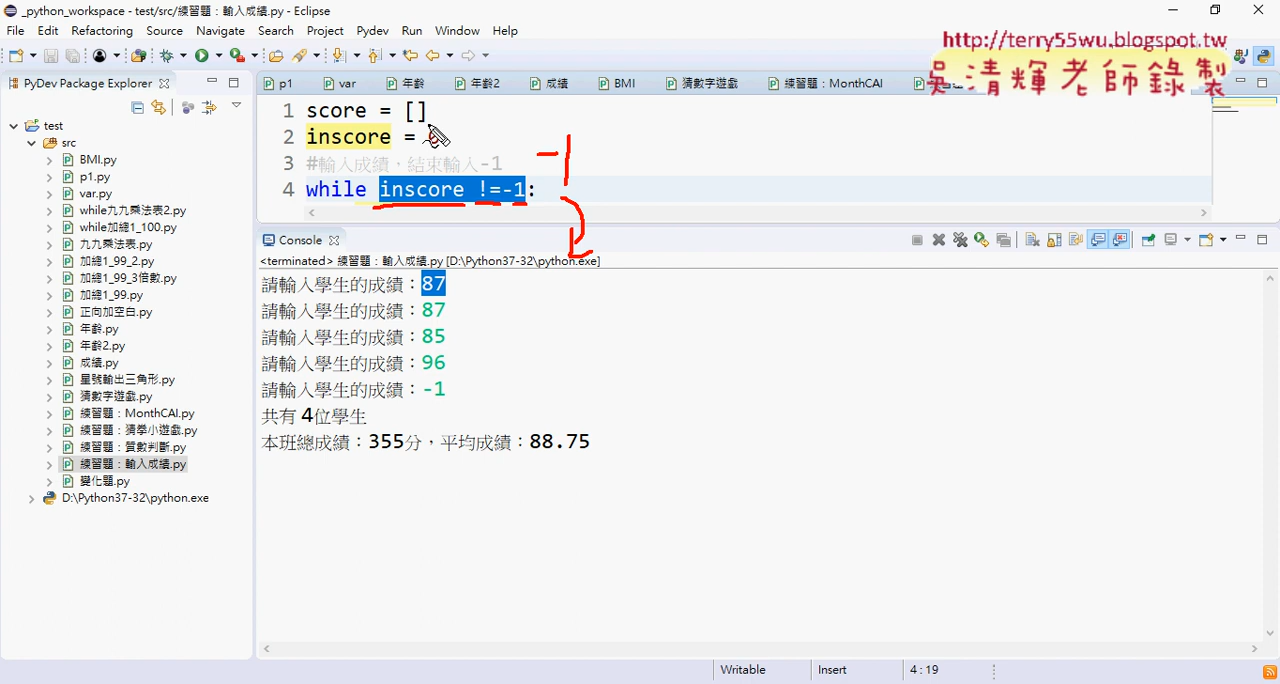 _python_workspace - test/src/練習題：輸入成績.py - Eclipse
File Edit Refactoring Source Navigate Search Project Pydev Run Window Help
http://terry55wu.blogspot.tw
吳清輝老師錄製
PyDev Package Explorer
p1 var 年齡 年齡2 成績 BMI 猜數字遊戲 練習題：MonthCAl
test
src
BMI.py
p1.py
var.py
while九九乘法表2.py
while加總1_100.py
九九乘法表.py
加總1_99_2.py
加總1_99_3倍數.py
加總1_99.py
正向加空白.py
年齡.py
年齡2.py
成績.py
星號輸出三角形.py
猜數字遊戲.py
練習題：MonthCAl.py
練習題：猜學小遊戲.py
練習題：質數判斷.py
練習題：輸入成績.py
變化題.py
D:\Python37-32\python.exe
1 score = []
2 inscore =
3 #輸入成績，結束輸入-1
4 while inscore !=-1:
-1
Console
<terminated> 練習題：輸入成績.py [D:\Python37-32\python.exe]
請輸入學生的成績：87
請輸入學生的成績：87
請輸入學生的成績：85
請輸入學生的成績：96
請輸入學生的成績：-1
共有 4位學生
本班總成績：355分，平均成績：88.75
Writable Insert 4 : 19